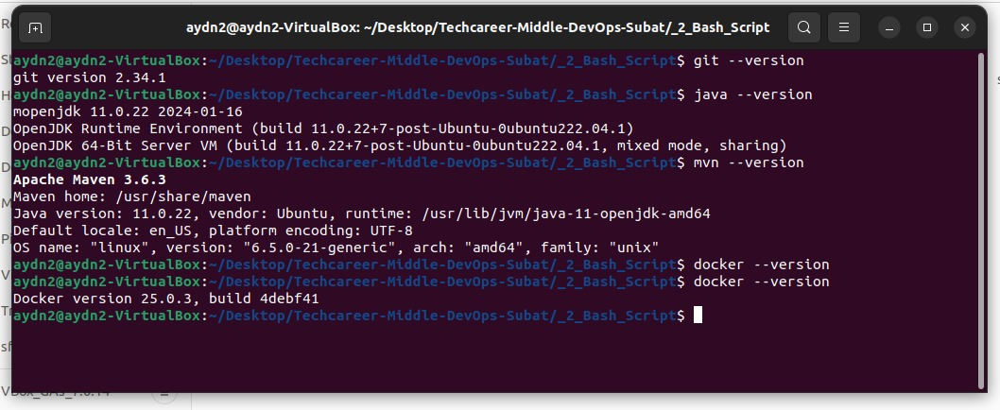 aydn2@aydn2-VirtualBox: ~/Desktop/Techcareer-Middle-DevOps-Subat/_2_Bash_Script
aydn2@aydn2-VirtualBox:~/Desktop/Techcareer-Middle-DevOps-Subat/_2_Bash_Script$ git --version
git version 2.34.1
aydn2@aydn2-VirtualBox:~/Desktop/Techcareer-Middle-DevOps-Subat/_2_Bash_Script$ java --version
mopenjdk 11.0.22 2024-01-16
OpenJDK Runtime Environment (build 11.0.22+7-post-Ubuntu-0ubuntu222.04.1)
OpenJDK 64-Bit Server VM (build 11.0.22+7-post-Ubuntu-0ubuntu222.04.1, mixed mode, sharing)
aydn2@aydn2-VirtualBox:~/Desktop/Techcareer-Middle-DevOps-Subat/_2_Bash_Script$ mvn --version
Apache Maven 3.6.3
Maven home: /usr/share/maven
Java version: 11.0.22, vendor: Ubuntu, runtime: /usr/lib/jvm/java-11-openjdk-amd64
Default locale: en_US, platform encoding: UTF-8
OS name: "linux", version: "6.5.0-21-generic", arch: "amd64", family: "unix"
aydn2@aydn2-VirtualBox:~/Desktop/Techcareer-Middle-DevOps-Subat/_2_Bash_Script$ docker --version
aydn2@aydn2-VirtualBox:~/Desktop/Techcareer-Middle-DevOps-Subat/_2_Bash_Script$ docker --version
Docker version 25.0.3, build 4debf41
aydn2@aydn2-VirtualBox:~/Desktop/Techcareer-Middle-DevOps-Subat/_2_Bash_Script$